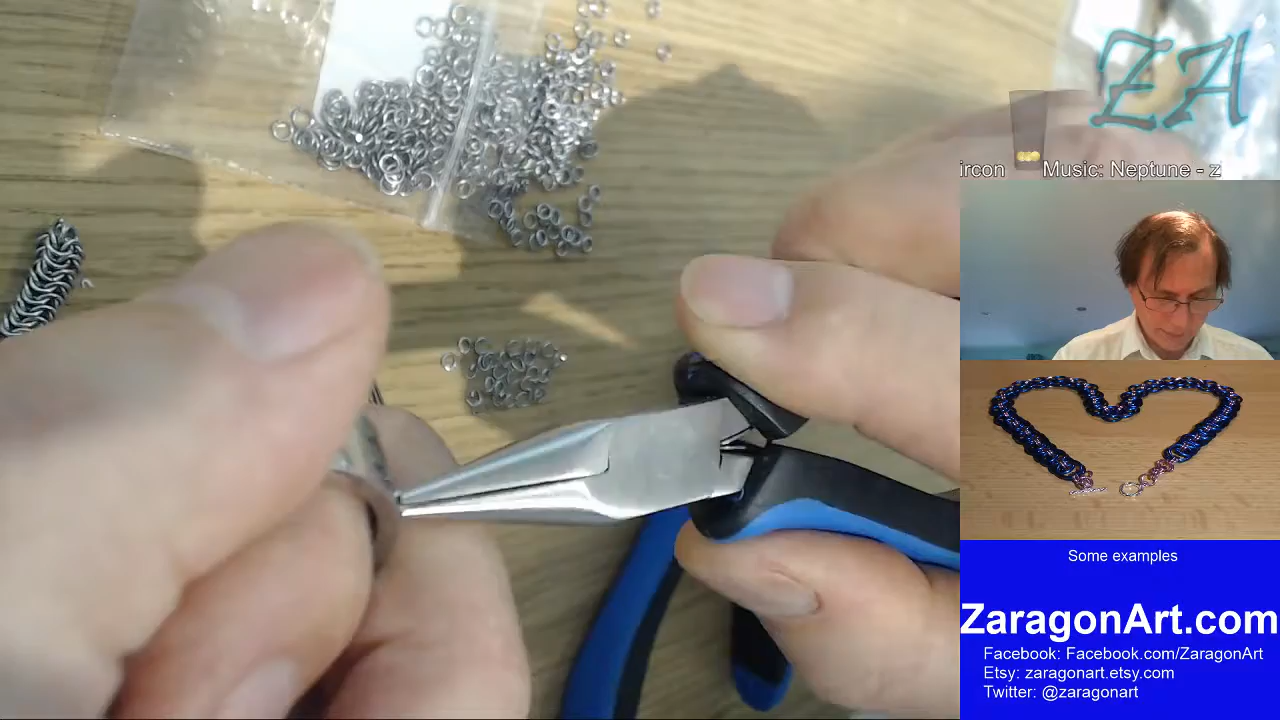 ZA
ircon Music: Neptune - z
Some examples
ZaragonArt.com
Facebook: Facebook.com/ZaragonArt
Etsy: zaragonart.etsy.com
Twitter: @zaragonart